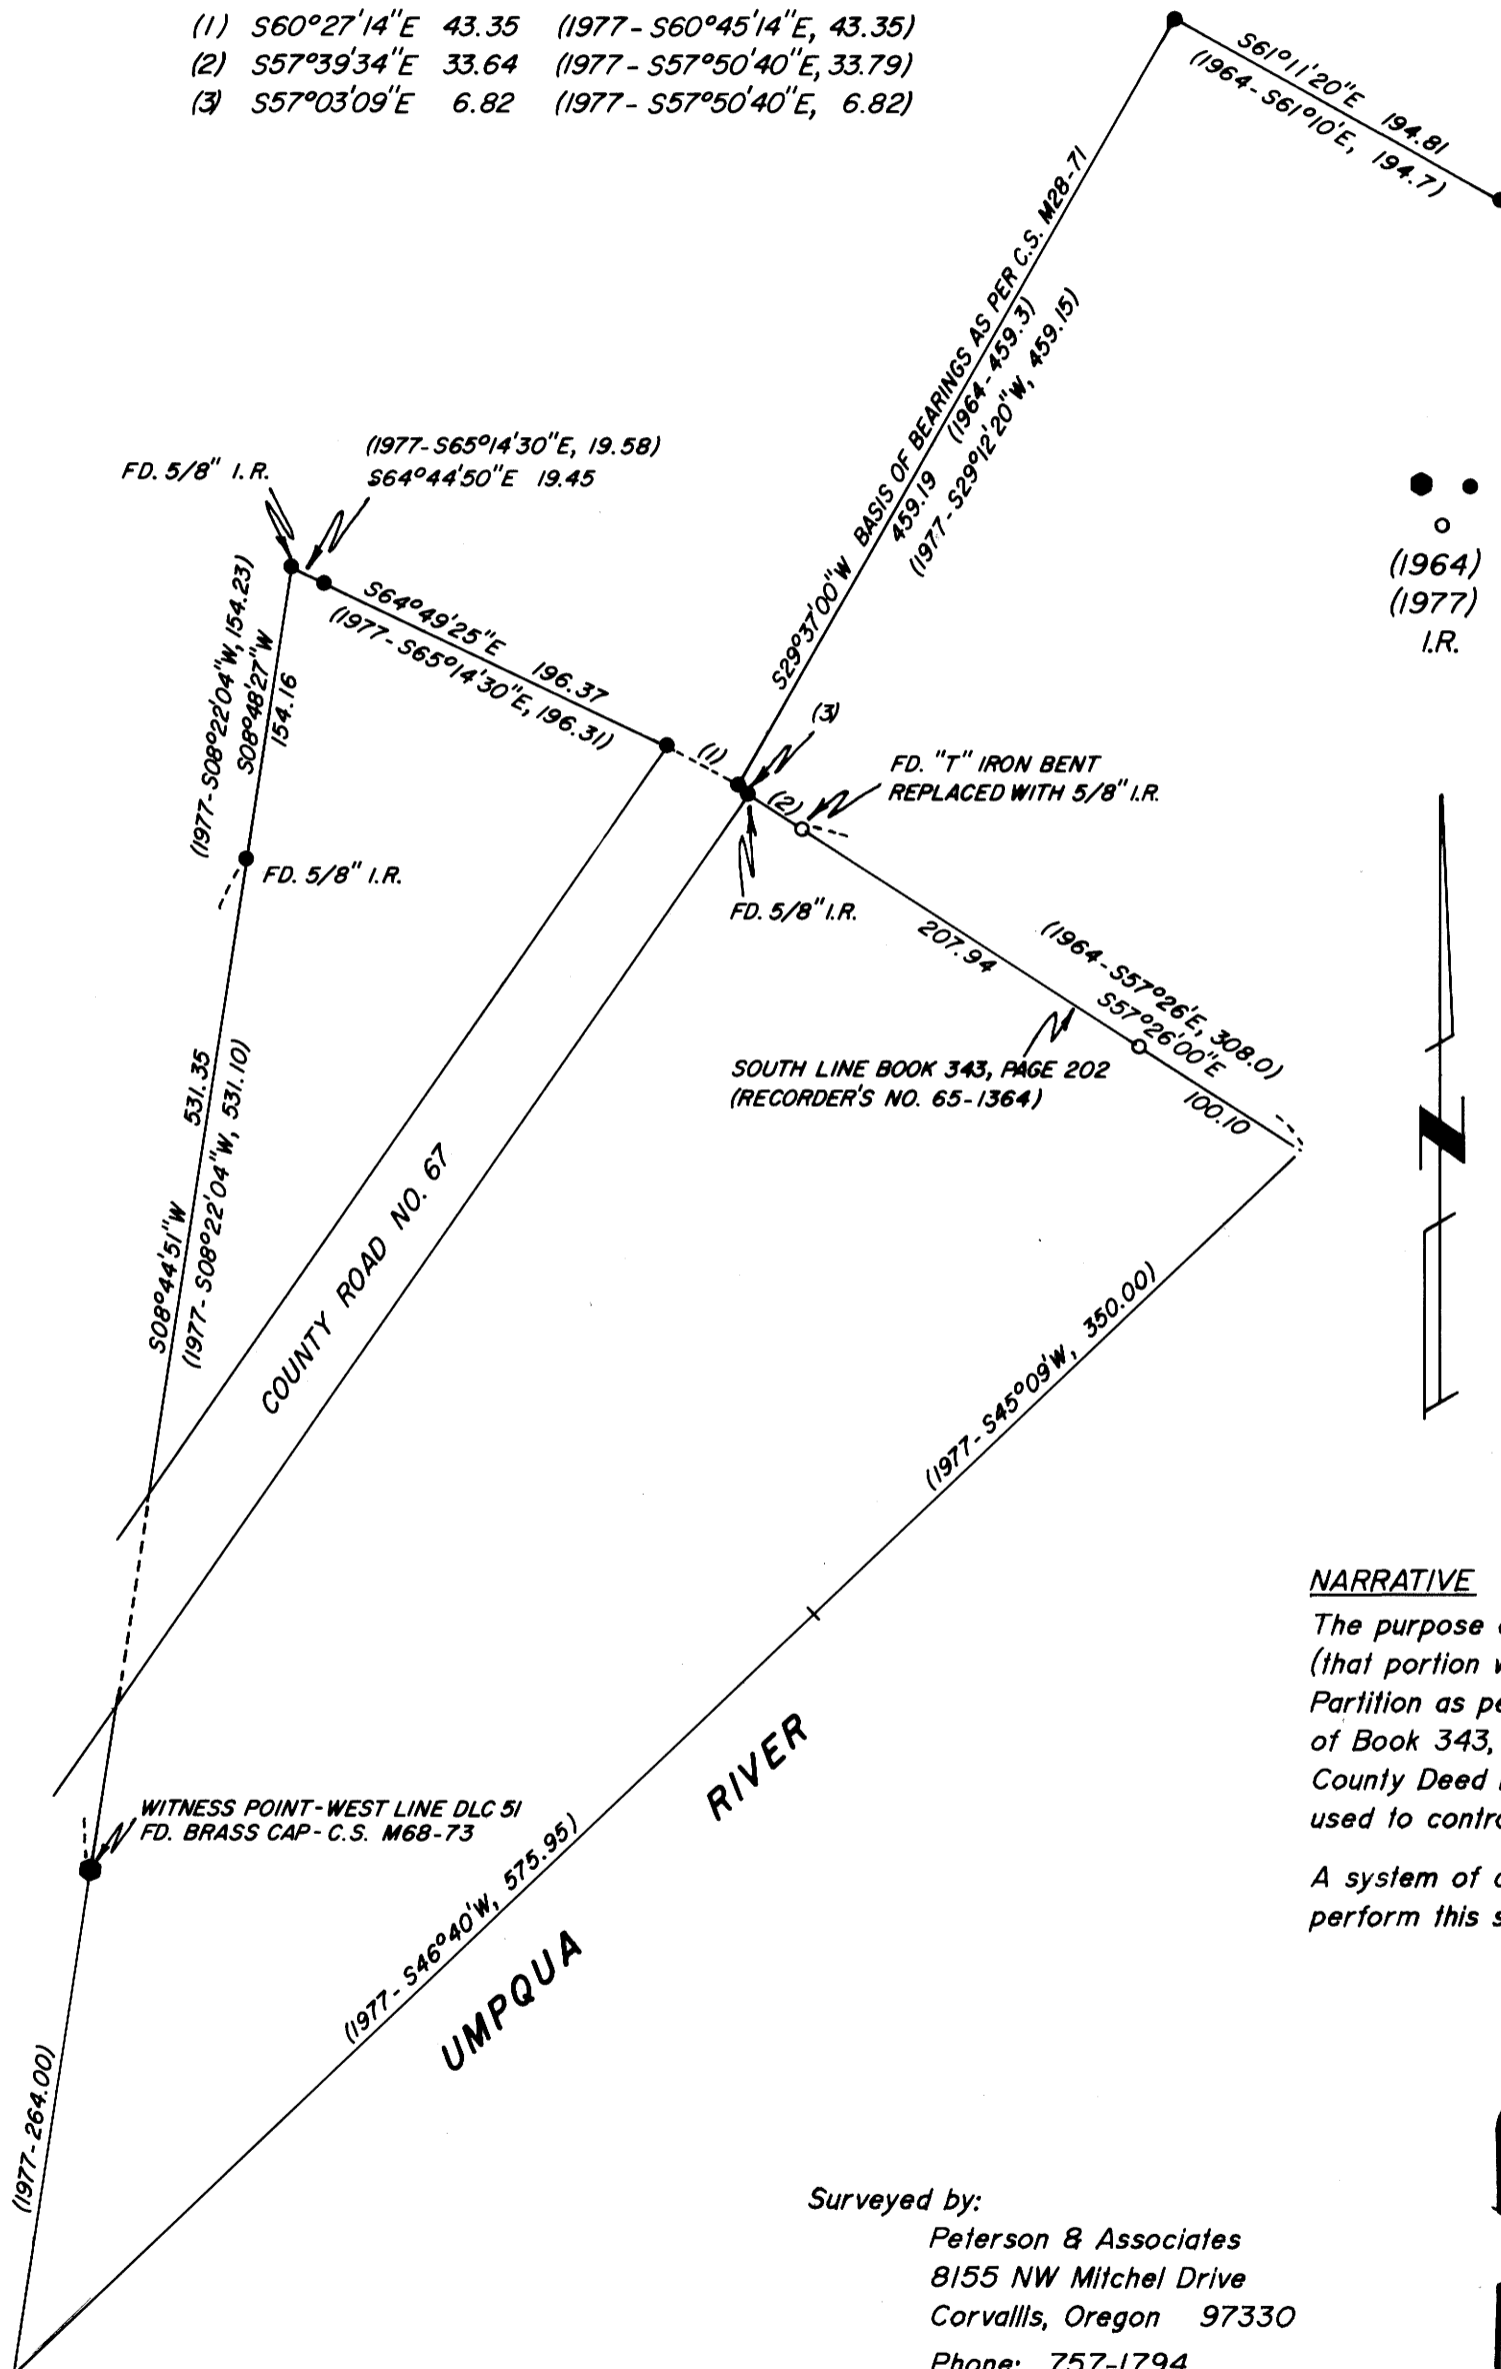 (1) S60°27'14"E 43.35 (1977-S60°45'14"E, 43.35)
(2) S57°39'34"E 33.64 (1977-S57°50'40"E, 33.79)
(3) S57°03'09"E 6.82 (1977-S57°50'40"E, 6.82)
S61°11'20"E 194.81
(1964-S61°10'E, 194.7)
S29°37'00"W BASIS OF BEARINGS AS PER C.S. M28-71
459.19 (1964-459.3)
(1977-S29°12'20"W, 459.15)
(1977-S65°14'30"E, 19.58)
S64°44'50"E 19.45
FD. 5/8" I.R.
(1964)
(1977)
I.R.
S64°49'25"E 196.37
(1977-S65°14'30"E, 196.31)
(1977-S08°22'04"W, 154.23)
S08°48'27"W
154.16
(1)
(3)
(2)
FD. "T" IRON BENT
REPLACED WITH 5/8" I.R.
FD. 5/8" I.R.
FD. 5/8" I.R.
207.94
(1964-S57°26'E, 308.0)
S57°26'00"E
100.10
SOUTH LINE BOOK 343, PAGE 202
(RECORDER'S NO. 65-1364)
N
S08°44'51"W 531.35
(1977-S08°22'04"W, 531.10)
COUNTY ROAD NO. 67
(1977-S45°09'W, 350.00)
NARRATIVE
The purpose
(that portion
Partition as
of Book 343,
County Deed
used to
A system of
perform this
WITNESS POINT-WEST LINE DLC 51
FD. BRASS CAP-C.S. M68-73
(1977-S46°40'W, 575.95)
UMPQUA RIVER
(1977-264.00)
Surveyed by:
Peterson & Associates
8155 NW Mitchel Drive
Corvallis, Oregon 97330
Phone: 757-1794